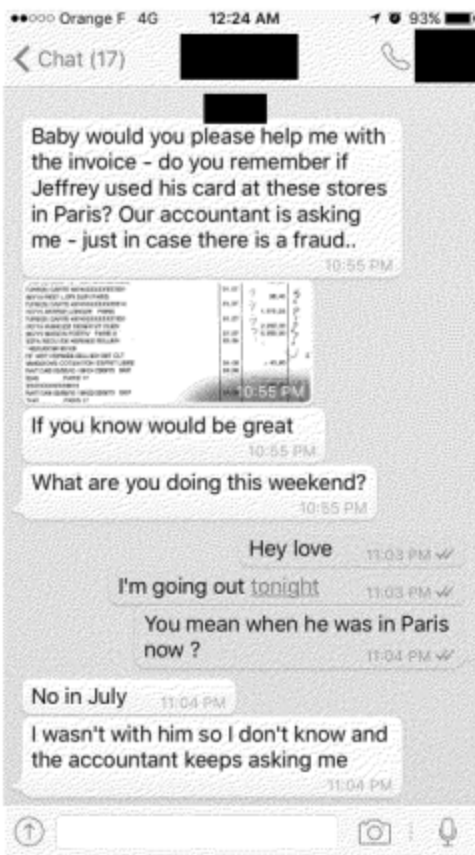 Orange F 4G 12:24 AM 93%
Chat (17)
Baby would you please help me with
the invoice - do you remember if
Jeffrey used his card at these stores
in Paris? Our accountant is asking
me - just in case there is a fraud..
10:55 PM
10:55 PM
If you know would be great
10:55 PM
What are you doing this weekend?
10:55 PM
Hey love 11:03 PM
I'm going out tonight 11:03 PM
You mean when he was in Paris
now ? 11:04 PM
No in July 11:04 PM
I wasn't with him so I don't know and
the accountant keeps asking me
11:04 PM